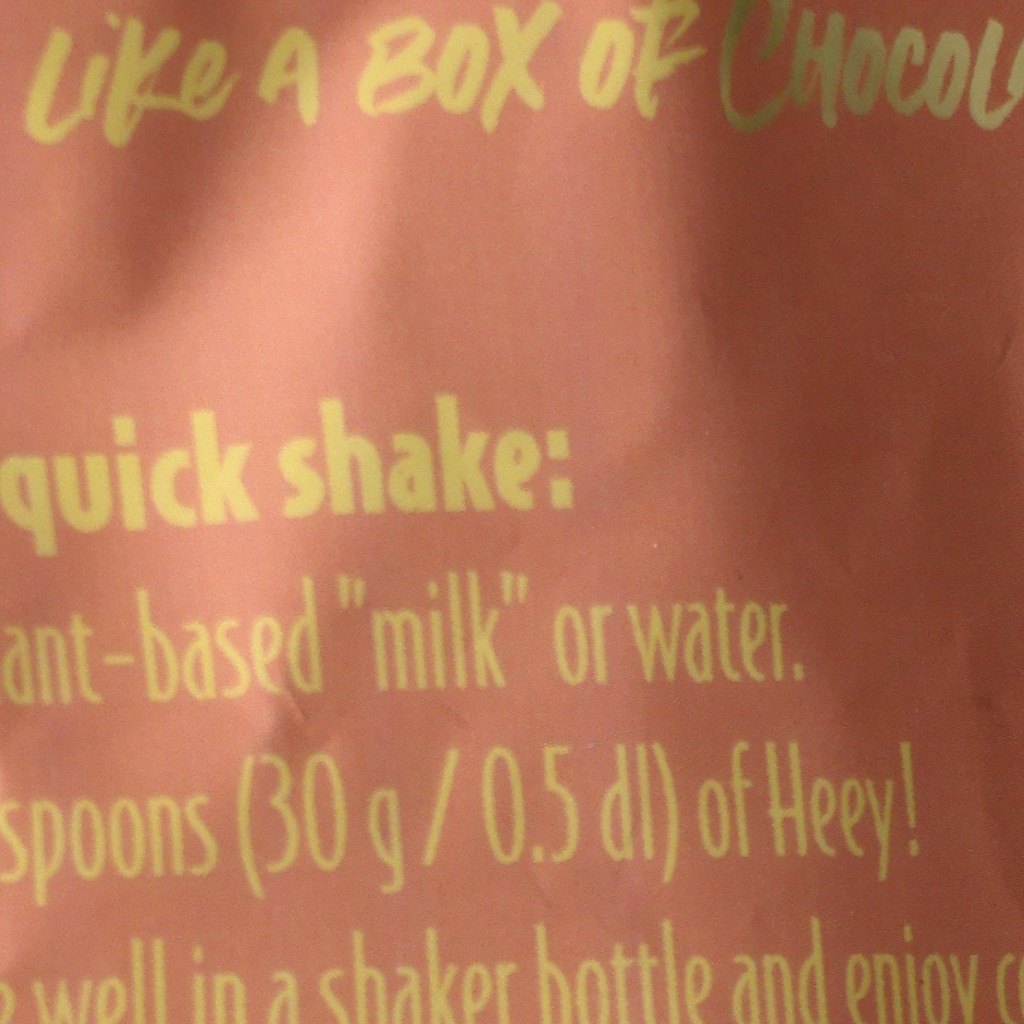 Like A Box of Chocol
quick shake:
ant-based "milk" or water.
spoons (30 g / 0.5 dl) of Heey!
well in a shaker bottle and enjoy